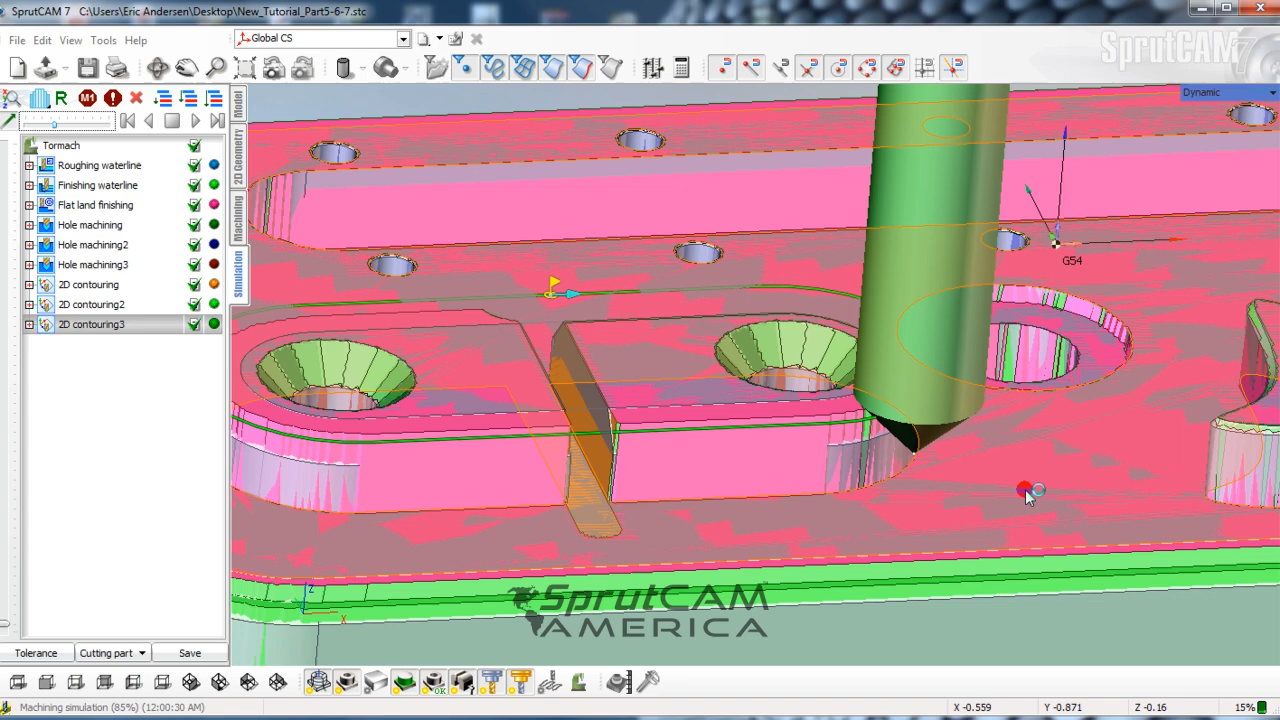 SprutCAM 7 C:\Users\Eric Andersen\Desktop\New_Tutorial_Part5-6-7.stc
File Edit View Tools Help
Global CS
SprutCAM 7
R M1
Dynamic
Model
2D Geometry
Machining
Simulation
Tormach
Roughing waterline
Finishing waterline
Flat land finishing
Hole machining
Hole machining2
Hole machining3
2D contouring
2D contouring2
2D contouring3
G54
Z
X
SprutCAM
AMERICA
Tolerance Cutting part Save
OK
Machining simulation (85%) (12:00:30 AM) X -0.559 Y -0.871 Z -0.16 15%